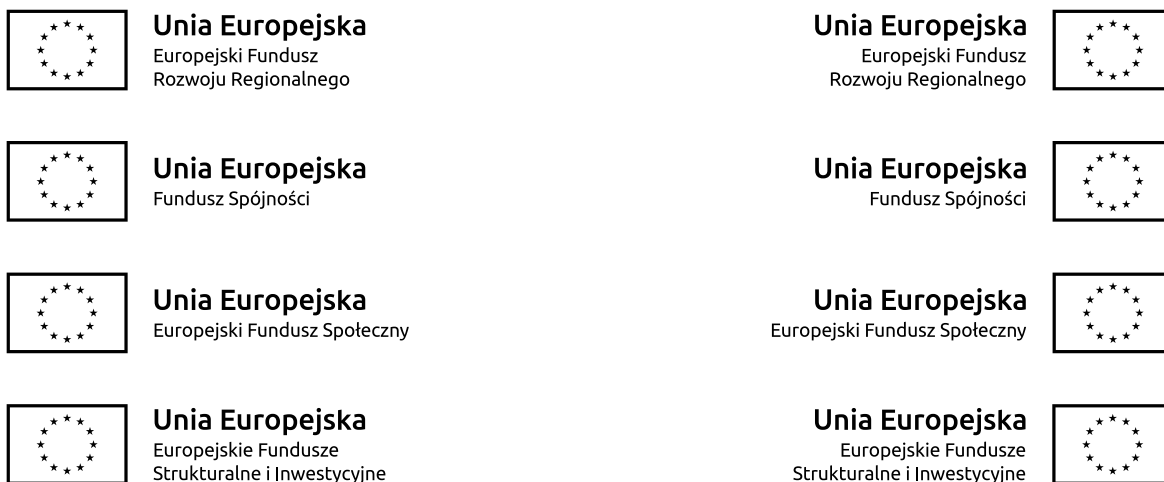 Unia Europejska
Europejski Fundusz
Rozwoju Regionalnego
Unia Europejska
Europejski Fundusz
Rozwoju Regionalnego
Unia Europejska
Fundusz Spójności
Unia Europejska
Fundusz Spójności
Unia Europejska
Europejski Fundusz Społeczny
Unia Europejska
Europejski Fundusz Społeczny
Unia Europejska
Europejskie Fundusze
Strukturalne i Inwestycyjne
Unia Europejska
Europejskie Fundusze
Strukturalne i Inwestycyjne